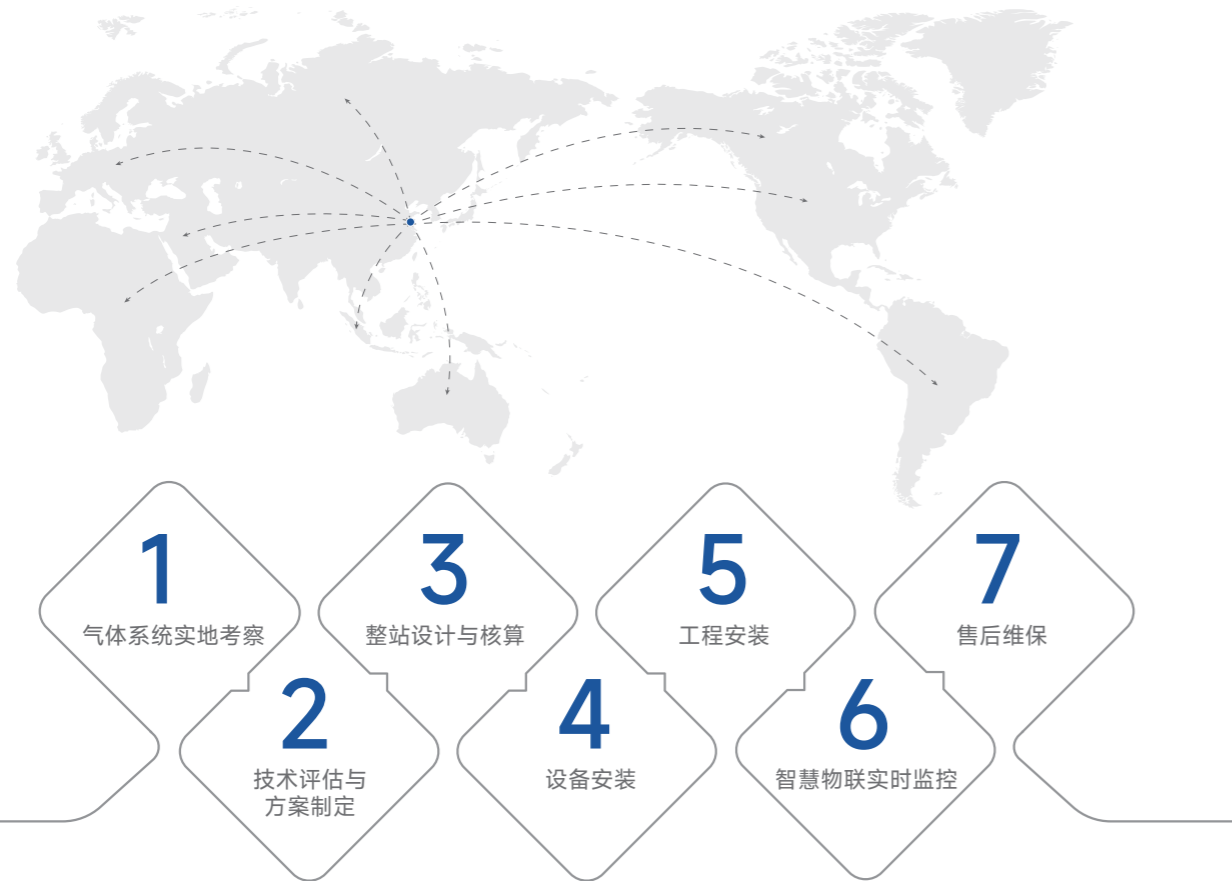 1
气体系统实地考察
2
技术评估与
方案制定
3
整站设计与核算
4
设备安装
5
工程安装
6
智慧物联实时监控
7
售后维保